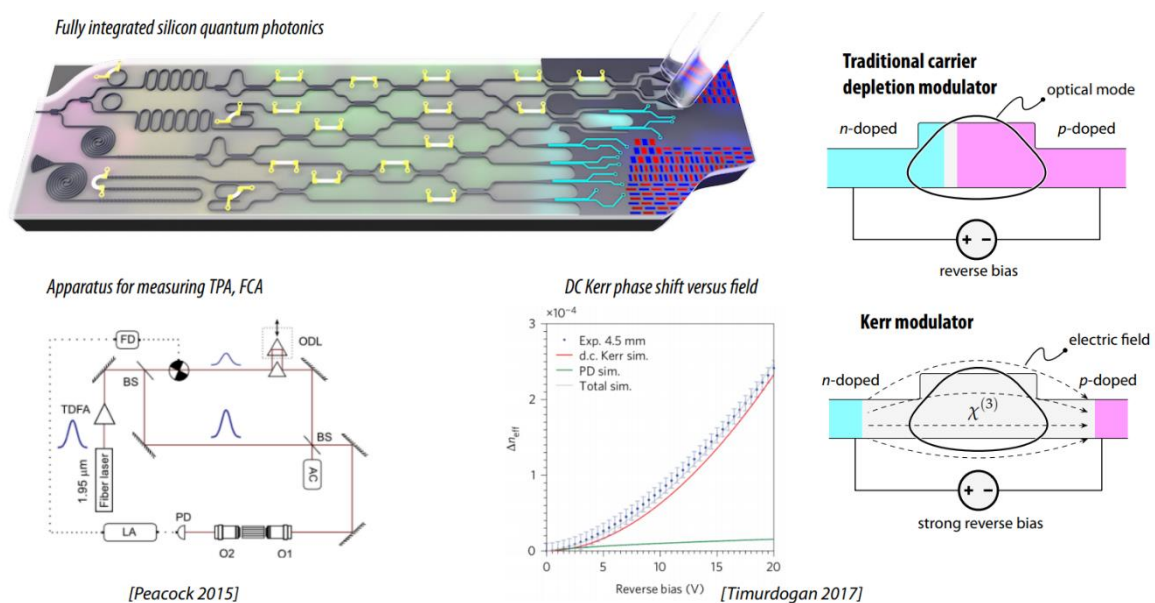 Fully integrated silicon quantum photonics
Traditional carrier
depletion modulator
optical mode
n-doped
p-doped
+ −
reverse bias
Apparatus for measuring TPA, FCA
FD
ODL
BS
TDFA
BS
AC
1.95 μm
Fiber laser
PD
LA
O2
O1
[Peacock 2015]
DC Kerr phase shift versus field
×10⁻⁴
3
Exp. 4.5 mm
d.c. Kerr sim.
PD sim.
Total sim.
2
Δn_eff
1
0
0 5 10 15 20
Reverse bias (V)
[Timurdogan 2017]
Kerr modulator
electric field
n-doped
p-doped
χ⁽³⁾
+ −
strong reverse bias